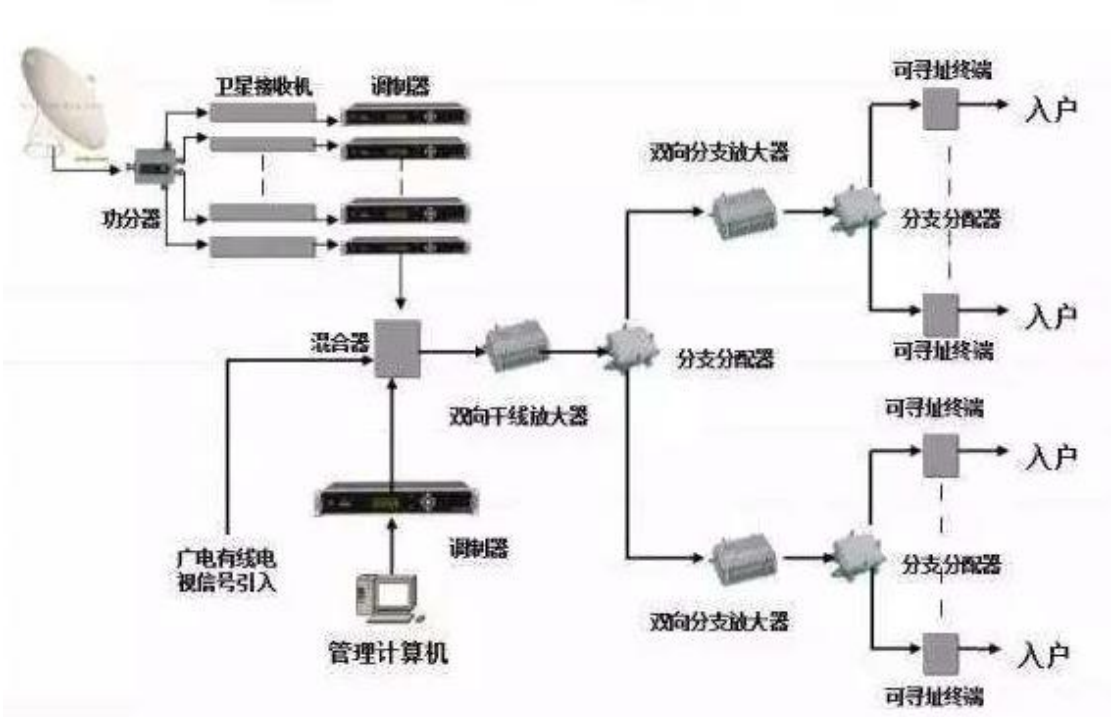 卫星接收机
调制器
功分器
可寻址终端
入户
双向分支放大器
分支分配器
入户
可寻址终端
混合器
分支分配器
双向干线放大器
可寻址终端
入户
广电有线电
视信号引入
调制器
管理计算机
分支分配器
双向分支放大器
入户
可寻址终端